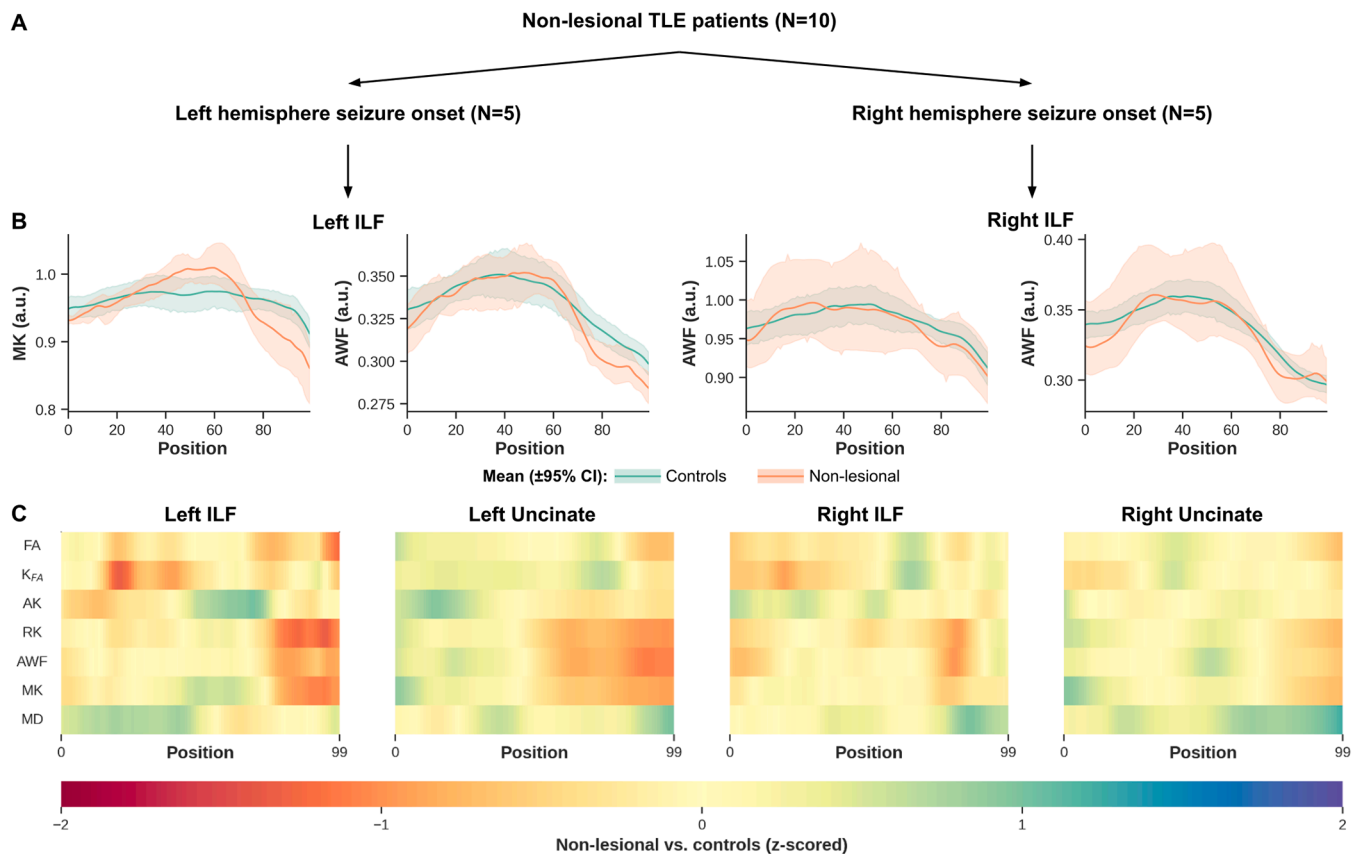 A
Non-lesional TLE patients (N=10)
Left hemisphere seizure onset (N=5)
Right hemisphere seizure onset (N=5)
B
Left ILF
Right ILF
MK (a.u.)
1.0
0.9
0.8
0 20 40 60 80
Position
AWF (a.u.)
0.350
0.325
0.300
0.275
0 20 40 60 80
Position
AWF (a.u.)
1.05
1.00
0.95
0.90
0 20 40 60 80
Position
AWF (a.u.)
0.40
0.35
0.30
0 20 40 60 80
Position
Mean (±95% CI): Controls Non-lesional
C
Left ILF
Left Uncinate
Right ILF
Right Uncinate
FA
K_FA
AK
RK
AWF
MK
MD
0 Position 99
0 Position 99
0 Position 99
0 Position 99
−2 −1 0 1 2
Non-lesional vs. controls (z-scored)